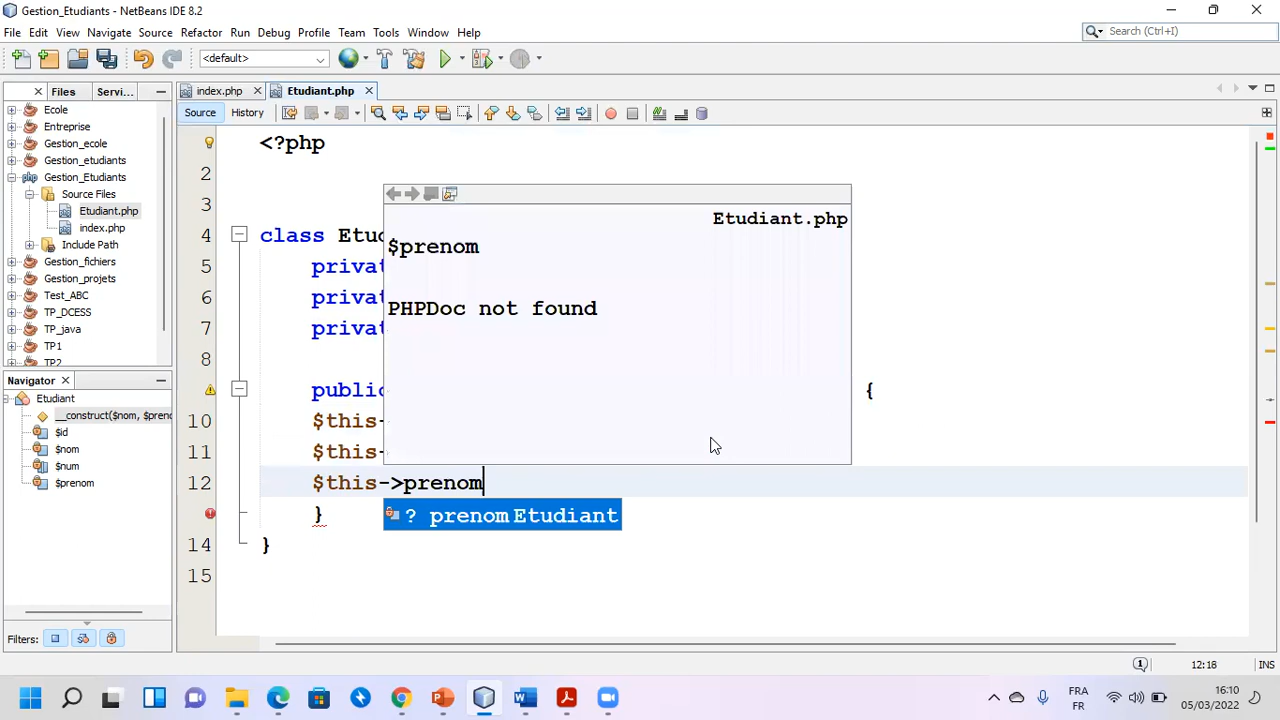 Gestion_Etudiants - NetBeans IDE 8.2
File Edit View Navigate Source Refactor Run Debug Profile Team Tools Window Help
Search (Ctrl+I)
<default>
Files Servi...
index.php Etudiant.php
Source History
Ecole
Entreprise
Gestion_ecole
Gestion_etudiants
php Gestion_Etudiants
Source Files
Etudiant.php
index.php
Include Path
Gestion_fichiers
Gestion_projets
Test_ABC
TP_DCESS
TP_java
TP1
TP2
Navigator
Etudiant
__construct($nom, $preno
$id
$nom
$num
$prenom
Filters:
<?php
2
3
4 class Etud
5 privat
6 privat
7 privat
8
public {
10 $this-
11 $this-
12 $this->prenom
}
14 }
15
Etudiant.php
$prenom
PHPDoc not found
? prenom Etudiant
1 12:18 INS
FRA
FR
16:10
05/03/2022